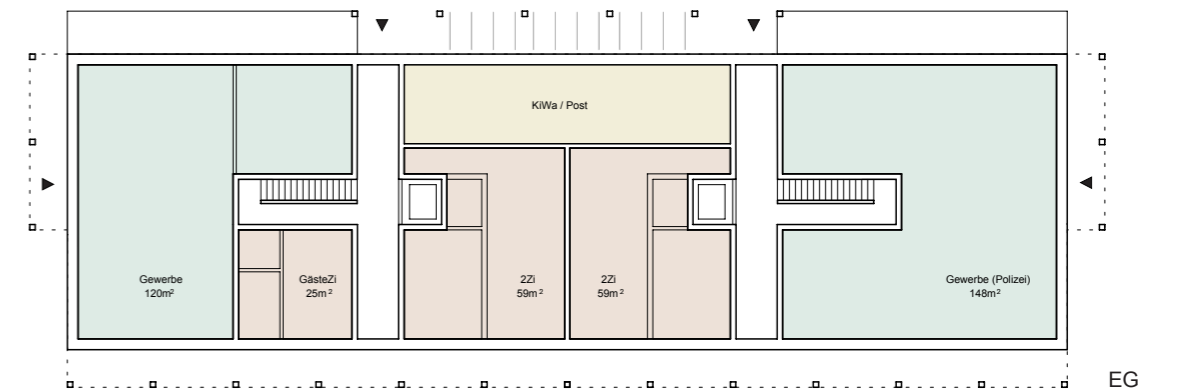 KiWa / Post
Gewerbe
120m²
GästeZi
25m²
2Zi
59m²
2Zi
59m²
Gewerbe (Polizei)
148m²
EG